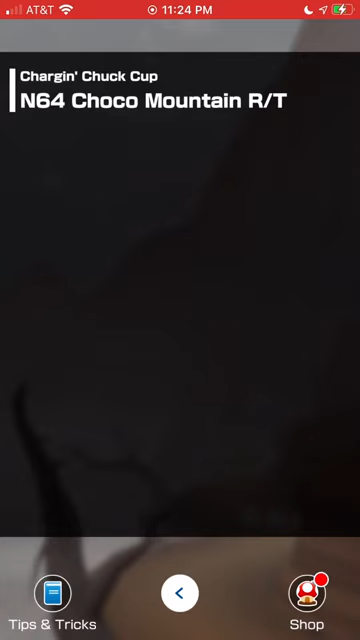 AT&T 11:24 PM
Chargin' Chuck Cup
N64 Choco Mountain R/T
Tips & Tricks
Shop